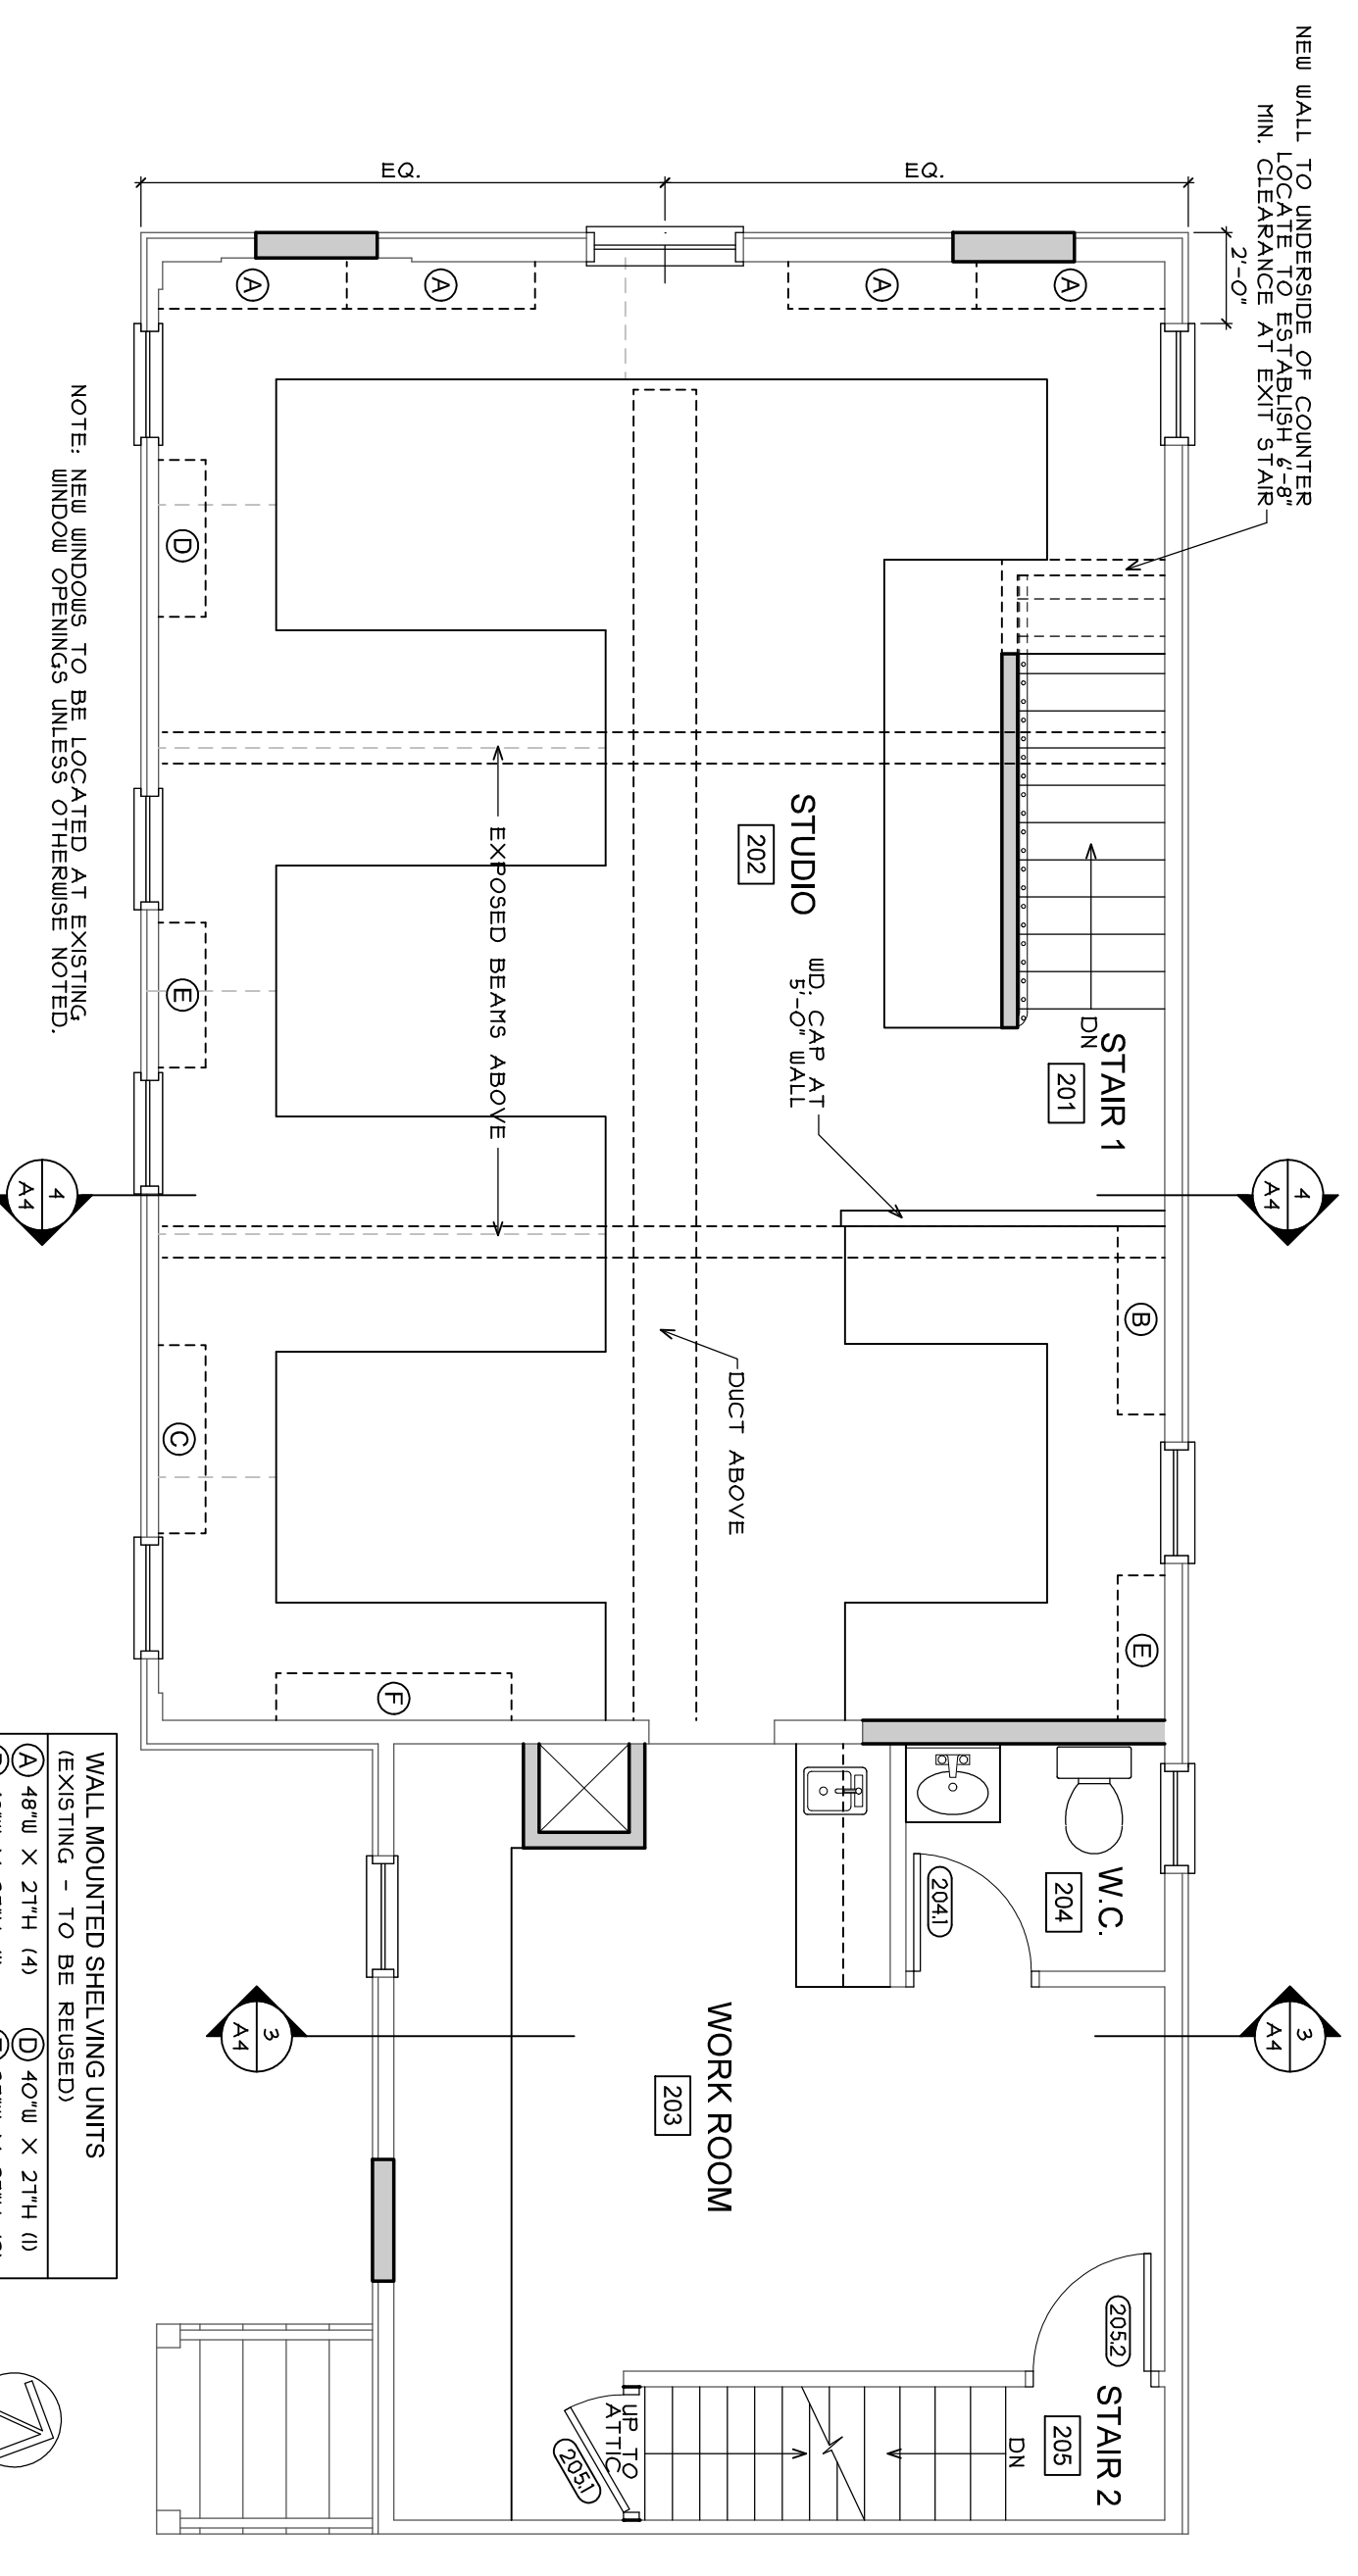 NEW WALL TO UNDERSIDE OF COUNTER
LOCATE TO ESTABLISH 6'-8"
MIN. CLEARANCE AT EXIT STAIR
2'-0"
EQ.
EQ.
A
A
A
A
STAIR 1
201
DN
STUDIO
202
WD. CAP AT
5'-0" WALL
EXPOSED BEAMS ABOVE
DUCT ABOVE
B
E
D
E
C
F
4
A4
4
A4
NOTE: NEW WINDOWS TO BE LOCATED AT EXISTING
WINDOW OPENINGS UNLESS OTHERWISE NOTED.
W.C.
204
204.1
WORK ROOM
203
3
A4
3
A4
STAIR 2
205
205.2
DN
UP TO
ATTIC
205.1
WALL MOUNTED SHELVING UNITS
(EXISTING - TO BE REUSED)
A 48"W X 27"H (4)
D 40"W X 27"H (1)